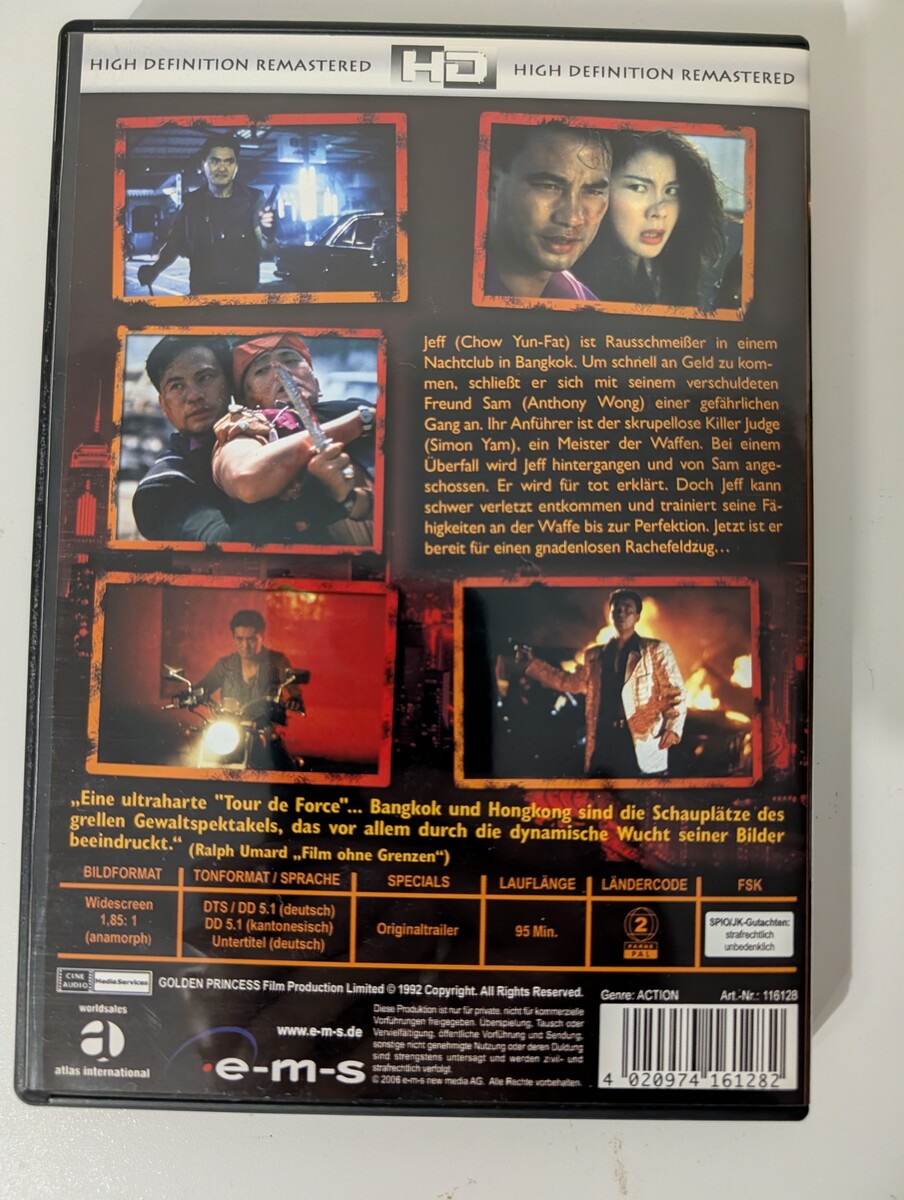 HIGH DEFINITION REMASTERED HD HIGH DEFINITION REMASTERED
Jeff (Chow Yun-Fat) ist Rausschmeißer in einem
Nachtclub in Bangkok. Um schnell an Geld zu kom-
men, schließt er sich mit seinem verschuldeten
Freund Sam (Anthony Wong) einer gefährlichen
Gang an. Ihr Anführer ist der skrupellose Killer Judge
(Simon Yam), ein Meister der Waffen. Bei einem
Überfall wird Jeff hintergangen und von Sam ange-
schossen. Er wird für tot erklärt. Doch Jeff kann
schwer verletzt entkommen und trainiert seine Fä-
higkeiten an der Waffe bis zur Perfektion. Jetzt ist er
bereit für einen gnadenlosen Rachefeldzug...
„Eine ultraharte "Tour de Force"... Bangkok und Hongkong sind die Schauplätze des
grellen Gewaltspektakels, das vor allem durch die dynamische Wucht seiner Bilder
beeindruckt.“ (Ralph Umard „Film ohne Grenzen“)
BILDFORMAT
Widescreen
1,85: 1
(anamorph)
TONFORMAT / SPRACHE
DTS / DD 5.1 (deutsch)
DD 5.1 (kantonesisch)
Untertitel (deutsch)
SPECIALS
Originaltrailer
LAUFLÄNGE
95 Min.
LÄNDERCODE
2
PAL
FSK
SPIO/JK-Gutachten:
strafrechtlich
unbedenklich
CINE
AUDIO
MediaServices
GOLDEN PRINCESS Film Production Limited © 1992 Copyright. All Rights Reserved.
worldsales
a
atlas international
www.e-m-s.de
e-m-s
Diese Produktion ist nur für private, nicht für kommerzielle
Vorführungen freigegeben. Überspielung, Tausch oder
Vervielfältigung, öffentliche Vorführung und Sendung,
sonstige nicht genehmigte Nutzung oder deren Duldung
sind strengstens untersagt und werden zivil- und
strafrechtlich verfolgt.
© 2006 e-m-s new media AG. Alle Rechte vorbehalten.
Genre: ACTION Art.-Nr.: 116128
4 020974 161282